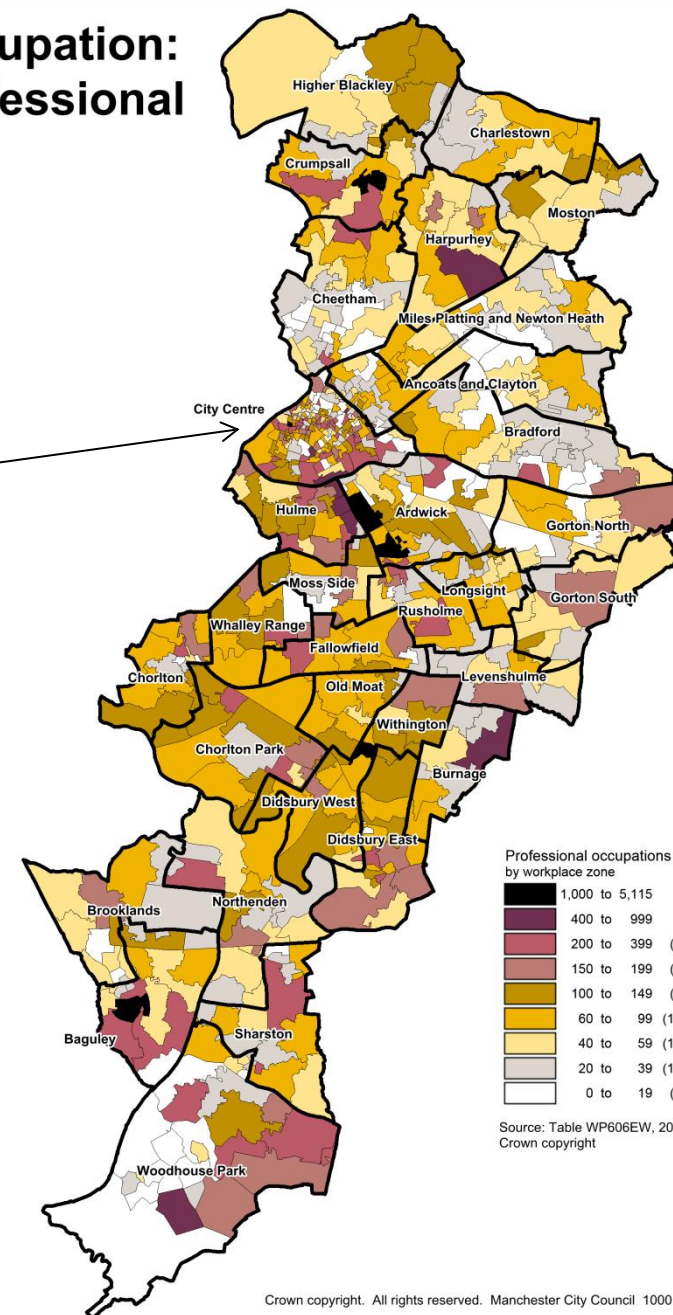 upation:
essional
Higher Blackley
Charlestown
Crumpsall
Moston
Harpurhey
Cheetham
Miles Platting and Newton Heath
Ancoats and Clayton
City Centre
Bradford
Hulme
Ardwick
Gorton North
Moss Side
Longsight
Gorton South
Rusholme
Whalley Range
Fallowfield
Levenshulme
Chorlton
Old Moat
Withington
Chorlton Park
Burnage
Didsbury West
Didsbury East
Professional occupations
by workplace zone
1,000 to 5,115
400 to 999
200 to 399 (
150 to 199 (
100 to 149 (
60 to 99 (1
40 to 59 (1
20 to 39 (1
0 to 19 (
Brooklands
Northenden
Baguley
Sharston
Source: Table WP606EW, 20
Crown copyright
Woodhouse Park
Crown copyright. All rights reserved. Manchester City Council 1000